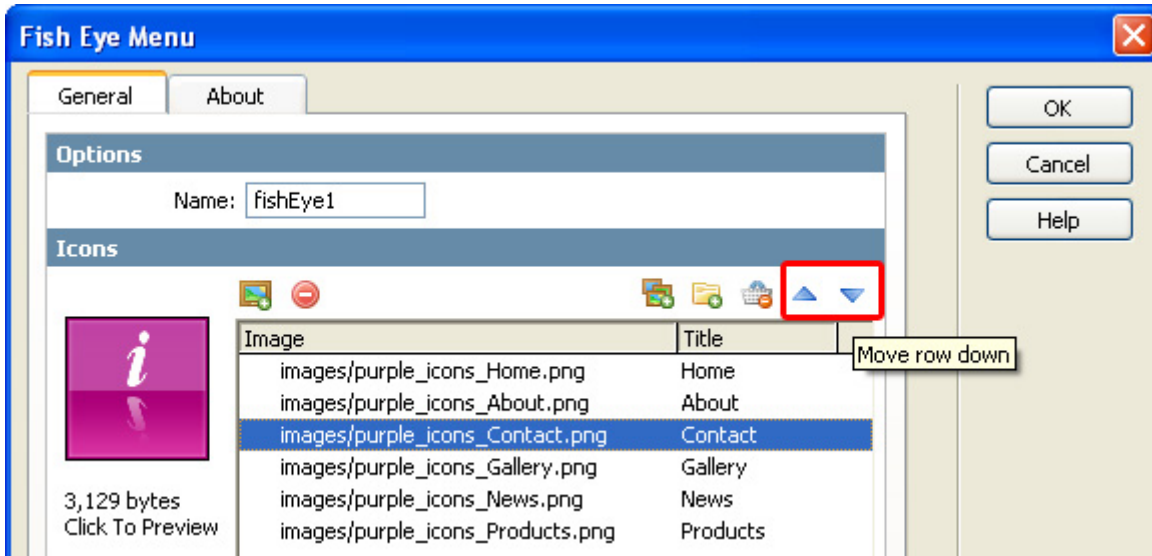 Fish Eye Menu
General About
OK
Options
Cancel
Name: fishEye1
Help
Icons
Image Title
Move row down
images/purple_icons_Home.png Home
images/purple_icons_About.png About
images/purple_icons_Contact.png Contact
images/purple_icons_Gallery.png Gallery
images/purple_icons_News.png News
images/purple_icons_Products.png Products
i
3,129 bytes
Click To Preview